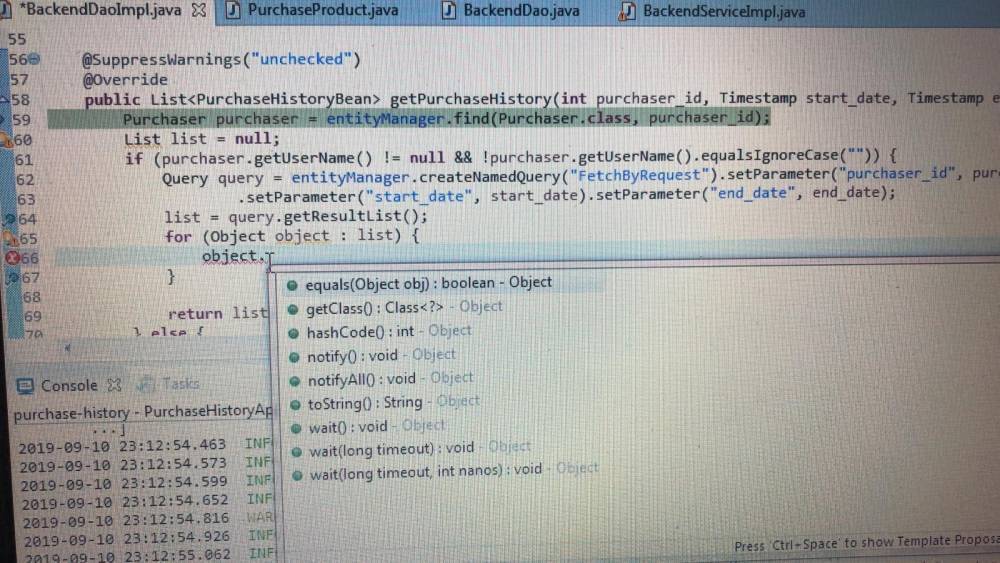 *BackendDaoImpl.java PurchaseProduct.java BackendDao.java BackendServiceImpl.java
55
56 @SuppressWarnings("unchecked")
57 @Override
58 public List<PurchaseHistoryBean> getPurchaseHistory(int purchaser_id, Timestamp start_date, Timestamp e
59 Purchaser purchaser = entityManager.find(Purchaser.class, purchaser_id);
60 List list = null;
61 if (purchaser.getUserName() != null && !purchaser.getUserName().equalsIgnoreCase("")) {
62 Query query = entityManager.createNamedQuery("FetchByRequest").setParameter("purchaser_id", pur
63 .setParameter("start_date", start_date).setParameter("end_date", end_date);
64 list = query.getResultList();
65 for (Object object : list) {
66 object.
67 }
68
69 return list
70 } else {
equals(Object obj) : boolean - Object
getClass() : Class<?> - Object
hashCode() : int - Object
notify() : void - Object
notifyAll() : void - Object
toString() : String - Object
wait() : void - Object
wait(long timeout) : void - Object
wait(long timeout, int nanos) : void - Object
Press 'Ctrl+Space' to show Template Proposa
Console Tasks
purchase-history - PurchaseHistoryAp
...]
2019-09-10 23:12:54.463 INF
2019-09-10 23:12:54.573 INF
2019-09-10 23:12:54.599 INF
2019-09-10 23:12:54.652 INF
2019-09-10 23:12:54.816 WAR
2019-09-10 23:12:54.926 INF
2019-09-10 23:12:55.062 INF